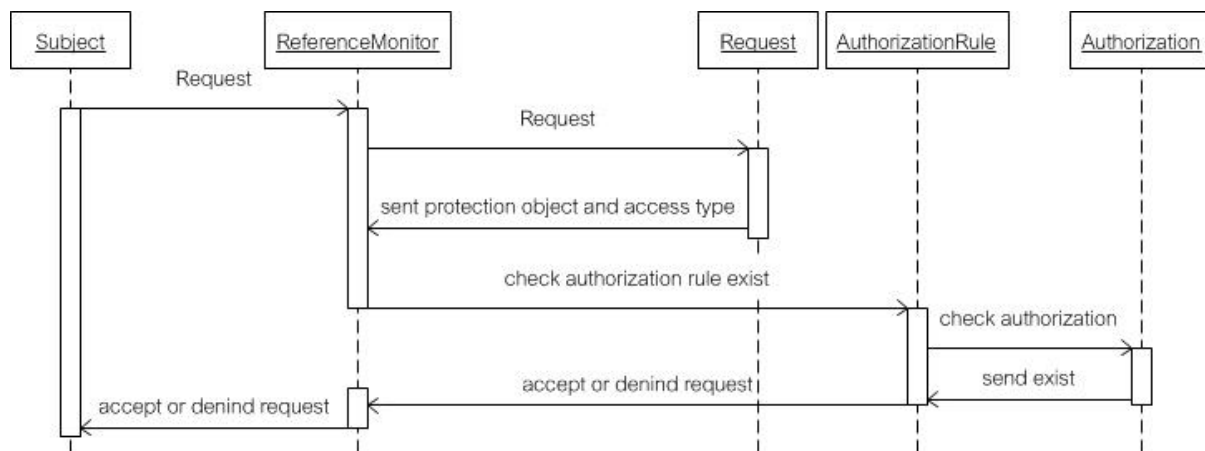 Subject
ReferenceMonitor
Request
AuthorizationRule
Authorization
Request
Request
sent protection object and access type
check authorization rule exist
check authorization
send exist
accept or denind request
accept or denind request